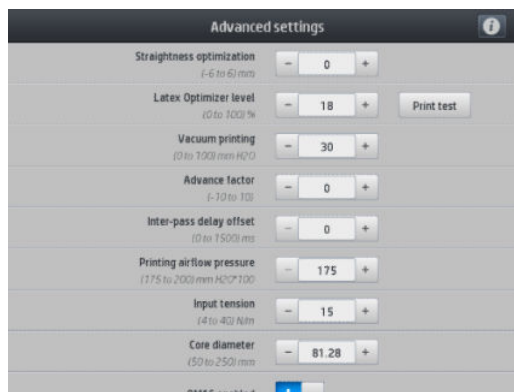 Advanced settings
Straightness optimization
(-6 to 6) mm
- 0 +
Latex Optimizer level
(0 to 100) %
- 18 +
Print test
Vacuum printing
(0 to 100) mm H2O
- 30 +
Advance factor
(-10 to 10)
- 0 +
Inter-pass delay offset
(0 to 1500) ms
- 0 +
Printing airflow pressure
(175 to 200) mm H2O*100
- 175 +
Input tension
(4 to 40) N/m
- 15 +
Core diameter
(50 to 250) mm
- 81.28 +
enabled